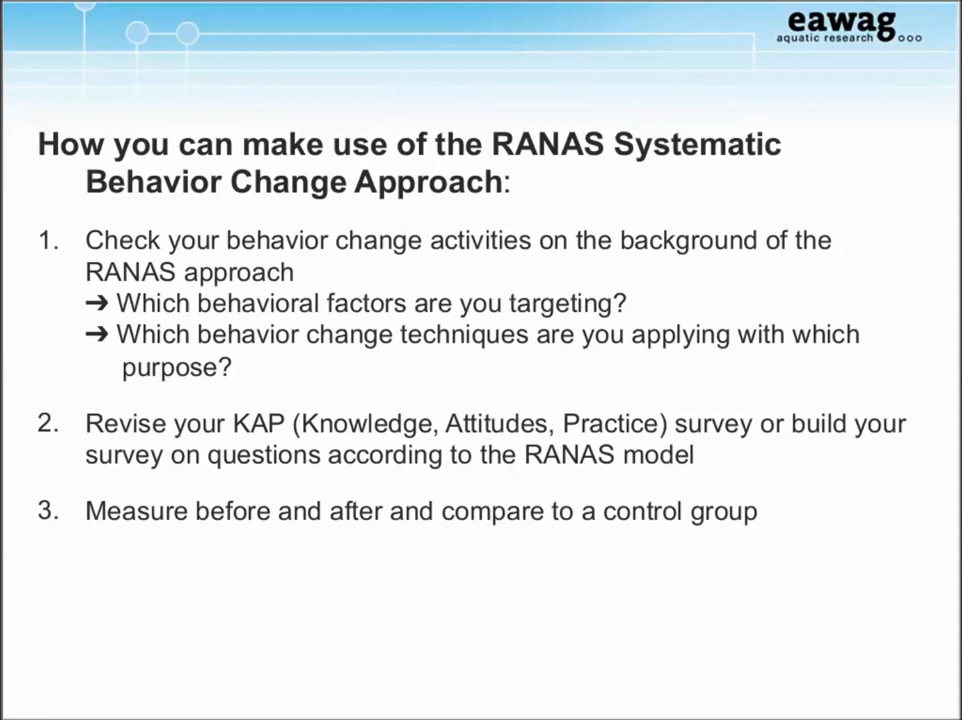 eawag
aquatic research ooo
How you can make use of the RANAS Systematic
Behavior Change Approach:
1. Check your behavior change activities on the background of the
RANAS approach
➔ Which behavioral factors are you targeting?
➔ Which behavior change techniques are you applying with which
purpose?
2. Revise your KAP (Knowledge, Attitudes, Practice) survey or build your
survey on questions according to the RANAS model
3. Measure before and after and compare to a control group